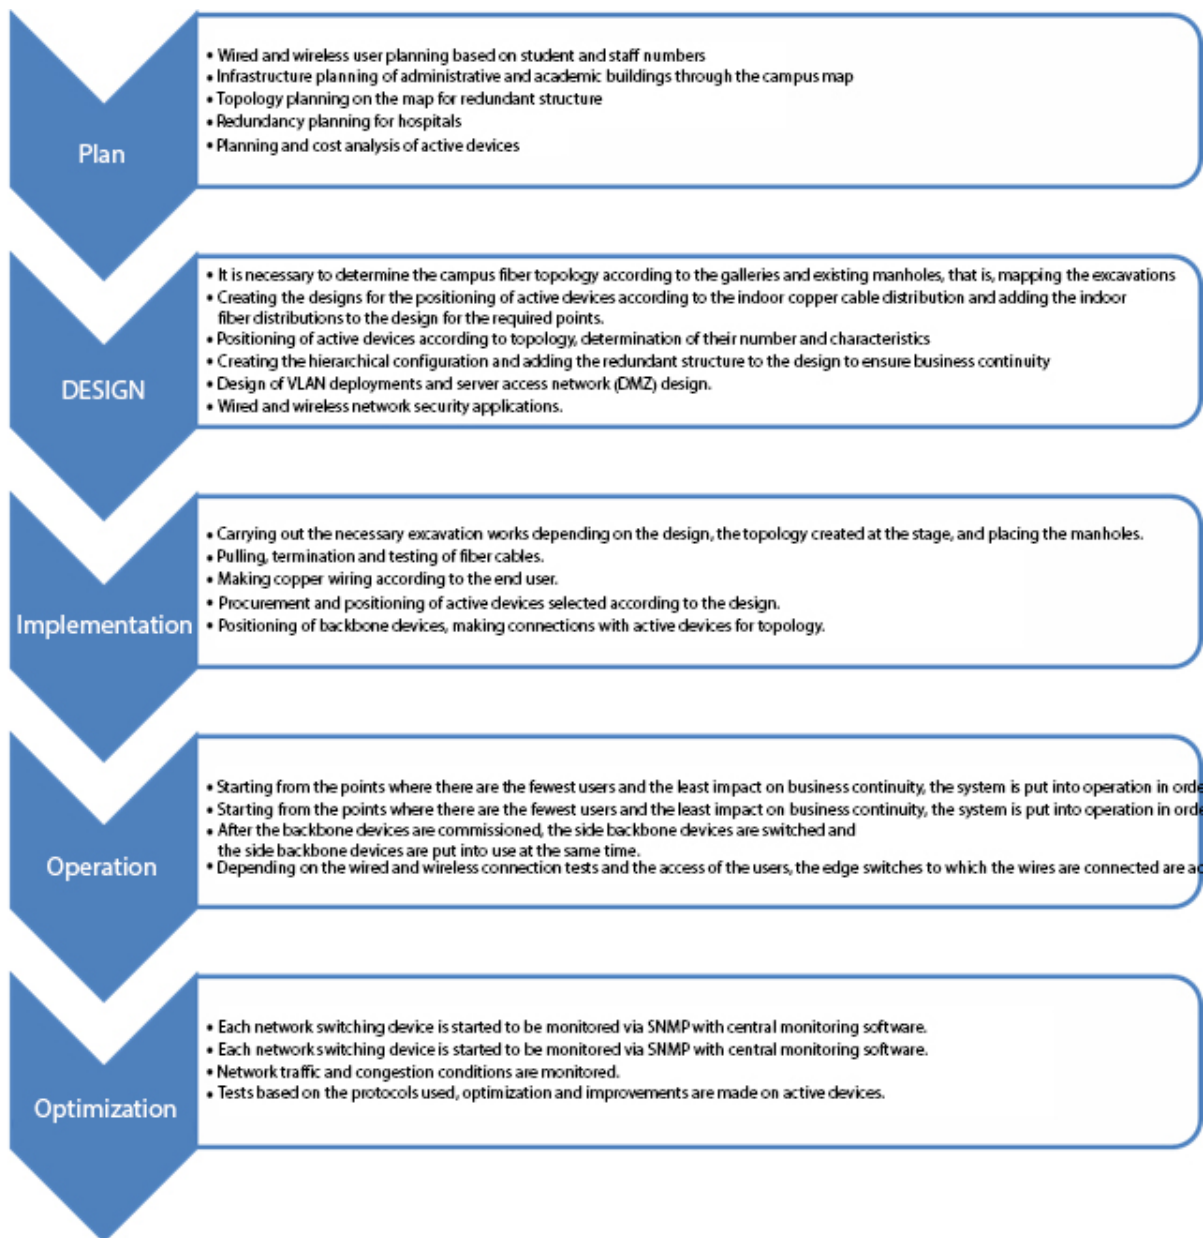 Plan
• Wired and wireless user planning based on student and staff numbers
• Infrastructure planning of administrative and academic buildings through the campus map
• Topology planning on the map for redundant structure
• Redundancy planning for hospitals
• Planning and cost analysis of active devices
DESIGN
• It is necessary to determine the campus fiber topology according to the galleries and existing manholes, that is, mapping the excavations
• Creating the designs for the positioning of active devices according to the indoor copper cable distribution and adding the indoor
fiber distributions to the design for the required points.
• Positioning of active devices according to topology, determination of their number and characteristics
• Creating the hierarchical configuration and adding the redundant structure to the design to ensure business continuity
• Design of VLAN deployments and server access network (DMZ) design.
• Wired and wireless network security applications.
Implementation
• Carrying out the necessary excavation works depending on the design, the topology created at the stage, and placing the manholes.
• Pulling, termination and testing of fiber cables.
• Making copper wiring according to the end user.
• Procurement and positioning of active devices selected according to the design.
• Positioning of backbone devices, making connections with active devices for topology.
Operation
• Starting from the points where there are the fewest users and the least impact on business continuity, the system is put into operation in
• Starting from the points where there are the fewest users and the least impact on business continuity, the system is put into operation in
• After the backbone devices are commissioned, the side backbone devices are switched and
the side backbone devices are put into use at the same time.
• Depending on the wired and wireless connection tests and the access of the users, the edge switches to which the wires are connected are
Optimization
• Each network switching device is started to be monitored via SNMP with central monitoring software.
• Each network switching device is started to be monitored via SNMP with central monitoring software.
• Network traffic and congestion conditions are monitored.
• Tests based on the protocols used, optimization and improvements are made on active devices.